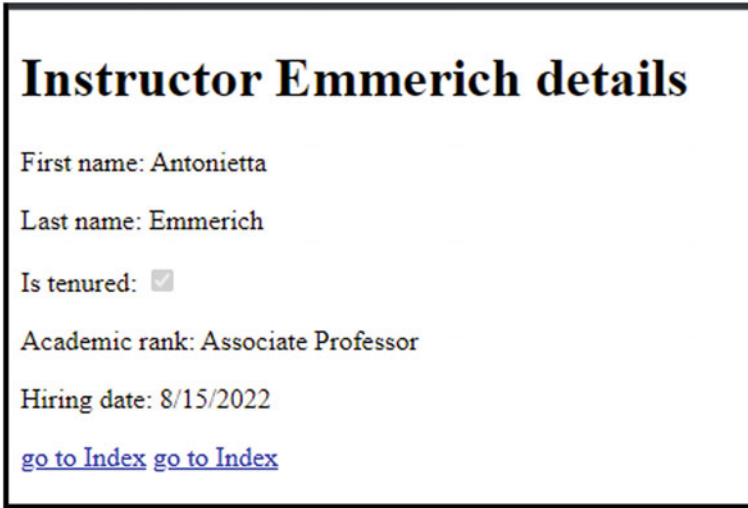 Instructor Emmerich details
First name: Antonietta
Last name: Emmerich
Is tenured:
Academic rank: Associate Professor
Hiring date: 8/15/2022
go to Index go to Index